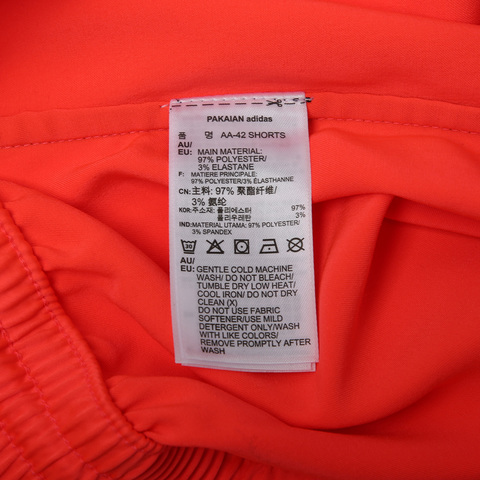 PAKAIAN adidas
품 명 AA-42 SHORTS
AU/
EU: MAIN MATERIAL:
97% POLYESTER/
3% ELASTANE
F: MATIERE PRINCIPALE:
97% POLYESTER/3% ELASTHANNE
CN: 主料: 97% 聚酯纤维/
3% 氨纶
KOR: 주소재: 폴리에스터 97%
폴리우레탄 3%
IND: MATERIAL UTAMA: 97% POLYESTER/
3% SPANDEX
30
AU/
EU: GENTLE COLD MACHINE
WASH/ DO NOT BLEACH/
TUMBLE DRY LOW HEAT/
COOL IRON/ DO NOT DRY
CLEAN (X)
DO NOT USE FABRIC
SOFTENER/USE MILD
DETERGENT ONLY/WASH
WITH LIKE COLORS/
REMOVE PROMPTLY AFTER
WASH